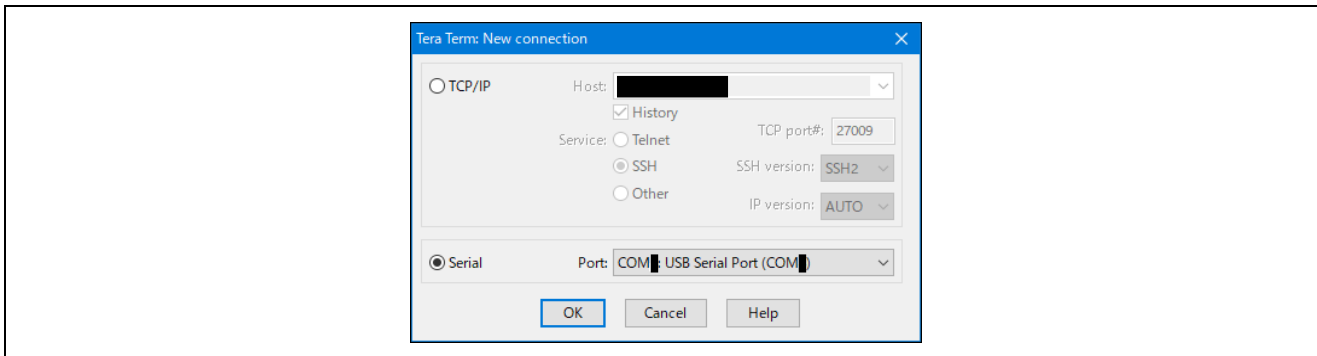 Tera Term: New connection
TCP/IP
Host:
History
Service:
Telnet
TCP port#:
27009
SSH
SSH version:
SSH2
Other
IP version:
AUTO
Serial
Port:
COM : USB Serial Port (COM )
OK
Cancel
Help